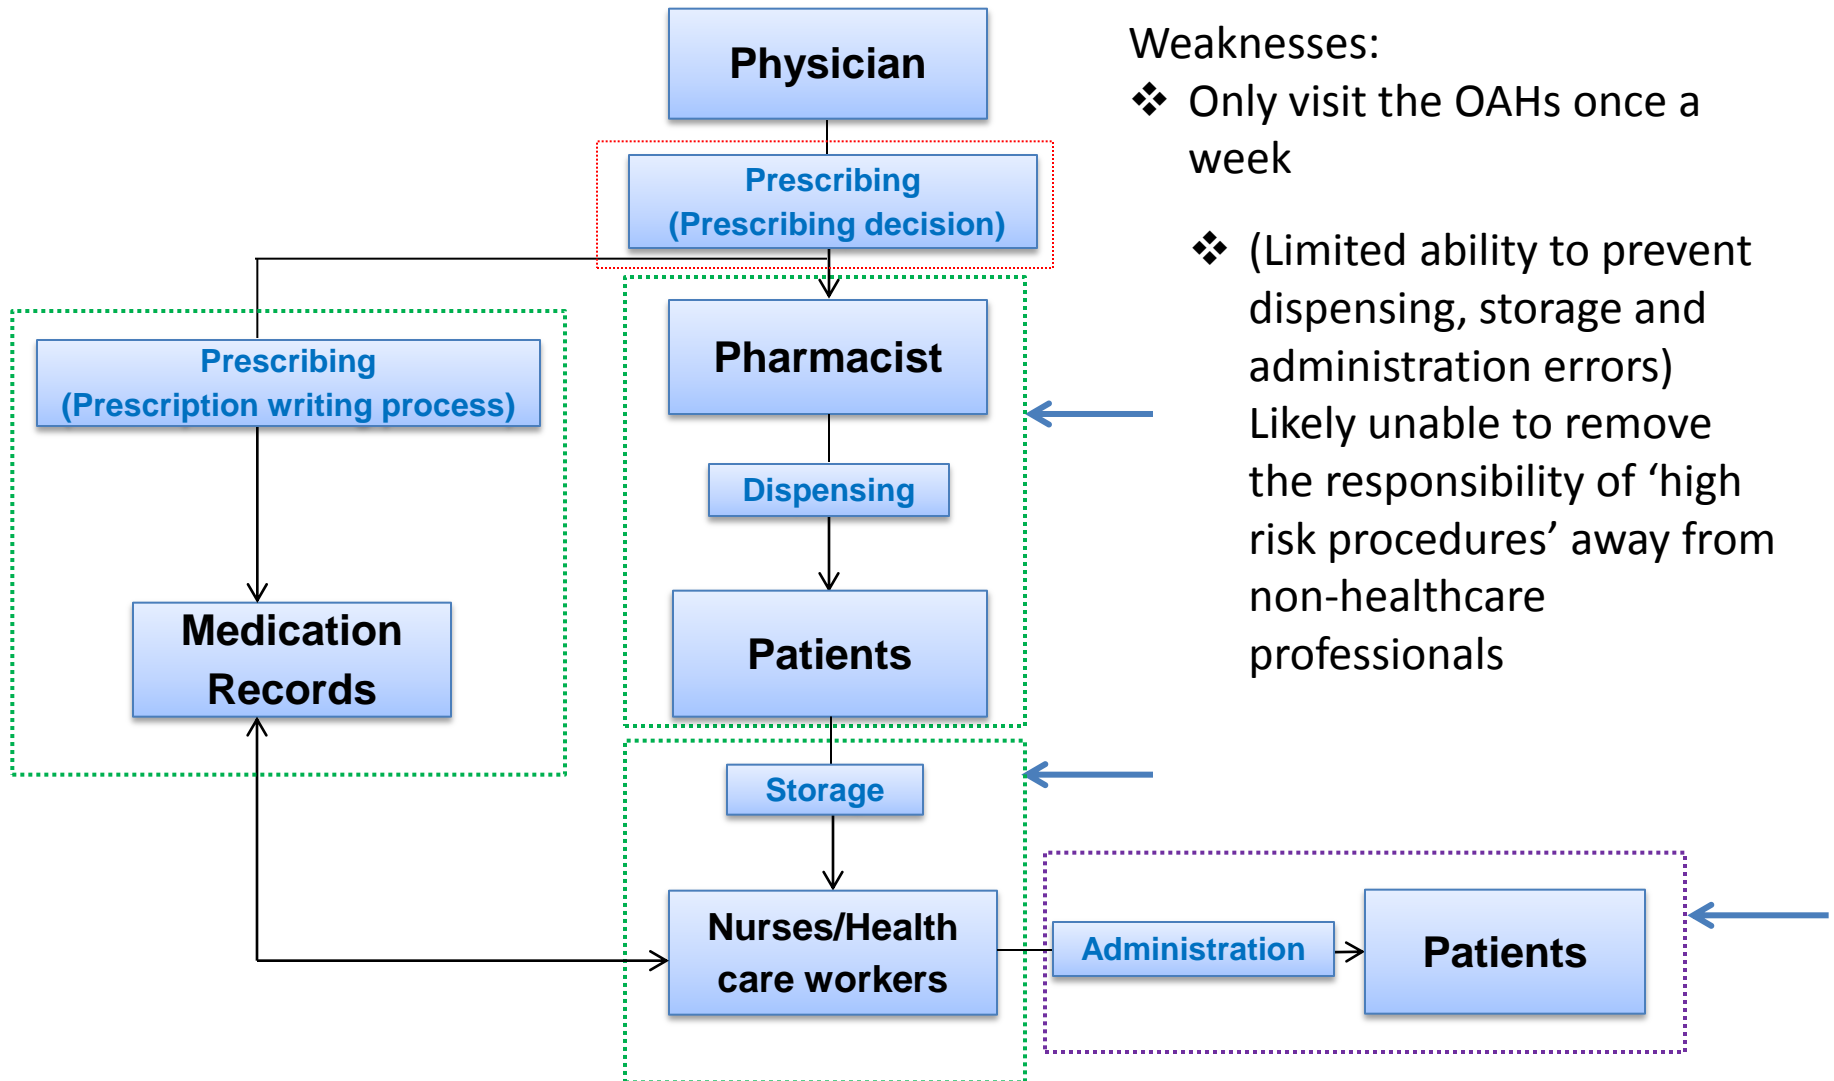 Physician
Prescribing
(Prescribing decision)
Prescribing
(Prescription writing process)
Pharmacist
Dispensing
Medication
Records
Patients
Storage
Nurses/Health
care workers
Administration
Patients
Weaknesses:
❖ Only visit the OAHs once a
week
❖ (Limited ability to prevent
dispensing, storage and
administration errors)
Likely unable to remove
the responsibility of ‘high
risk procedures’ away from
non-healthcare
professionals